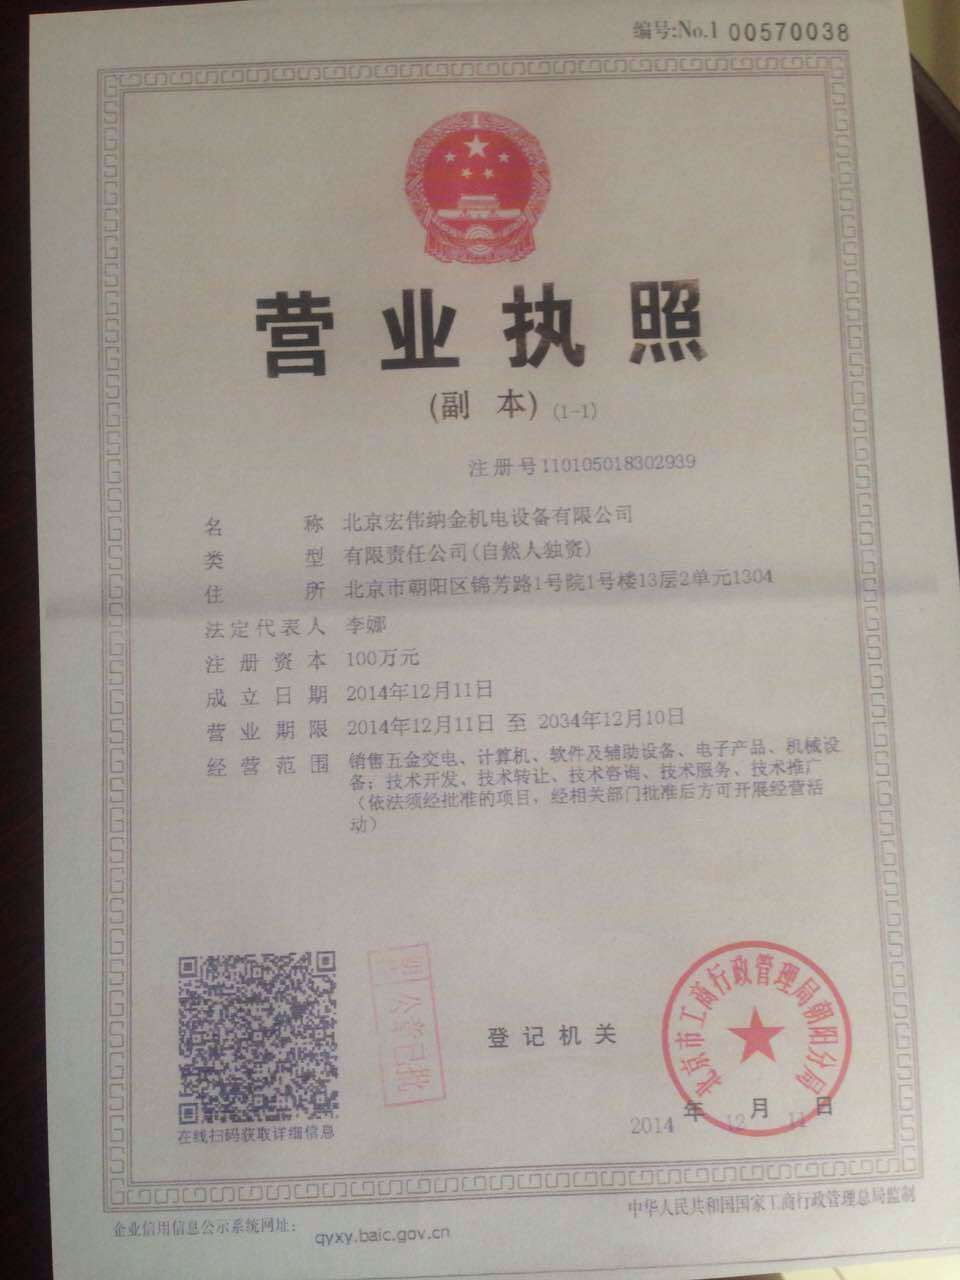 编号:No.1 00570038
营业执照
(副 本) (1-1)
注册号110105018302939
名 称 北京宏伟纳金机电设备有限公司
类 型 有限责任公司(自然人独资)
住 所 北京市朝阳区锦芳路1号院1号楼13层2单元1304
法定代表人 李娜
注册资本 100万元
成立日期 2014年12月11日
营业期限 2014年12月11日 至 2034年12月10日
经营范围 销售五金交电、计算机、软件及辅助设备、电子产品、机械设
备；技术开发、技术转让、技术咨询、技术服务、技术推广
（依法须经批准的项目，经相关部门批准后方可开展经营活
动）
在线扫码获取详细信息
登记机关
北京市工商行政管理局朝阳分局
2014 年 12 月 11 日
企业信用信息公示系统网址: qyxy.baic.gov.cn
中华人民共和国国家工商行政管理总局监制